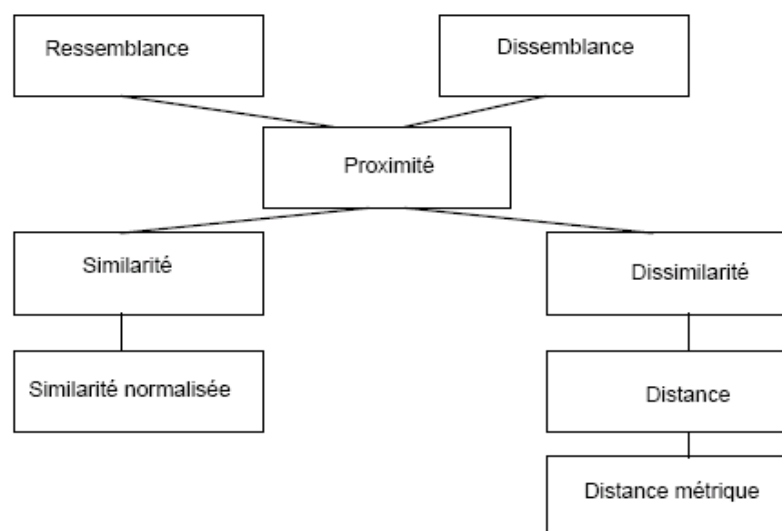 Ressemblance
Dissemblance
Proximité
Similarité
Dissimilarité
Similarité normalisée
Distance
Distance métrique